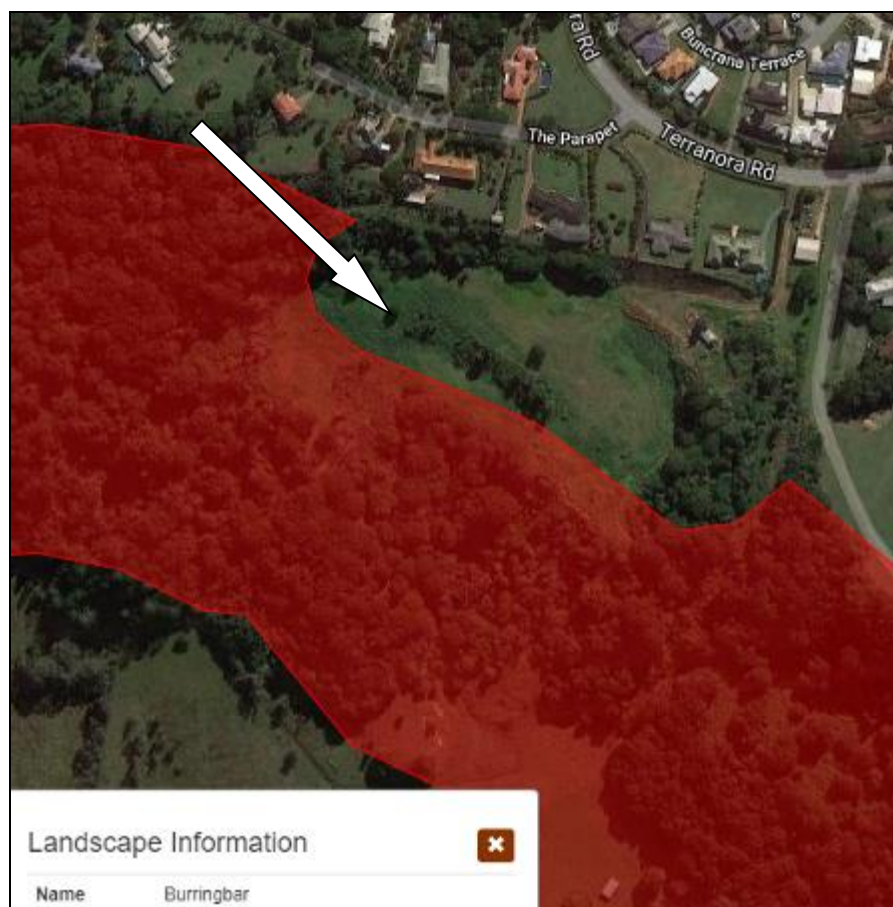 ra Rd
Buncrana Terrace
The Parapet
Terranora Rd
Landscape Information
Name Burringbar